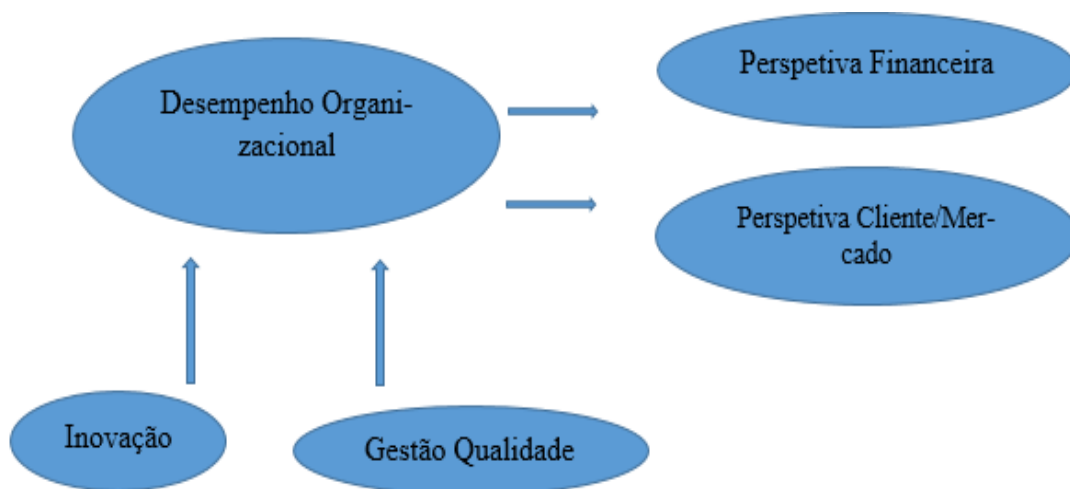 Desempenho Organi-
zacional
Perspetiva Financeira
Perspetiva Cliente/Mer-
cado
Inovação
Gestão Qualidade